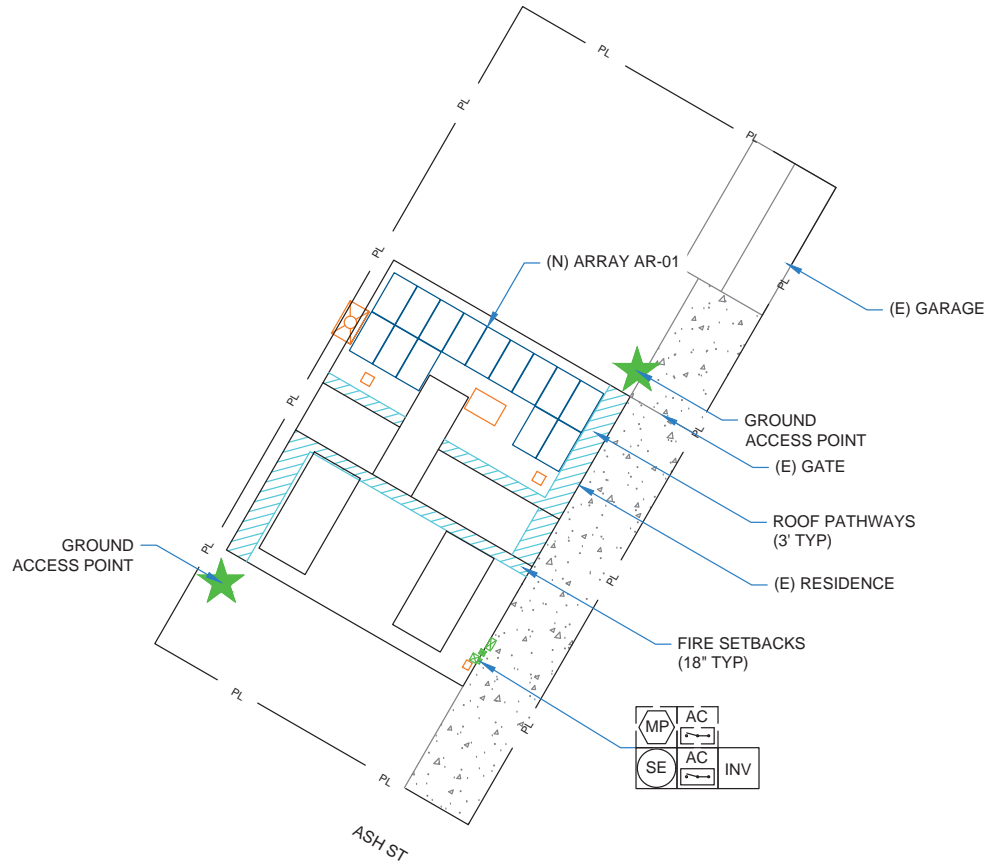 PL
PL
PL
PL
(N) ARRAY AR-01
PL
PL
(E) GARAGE
PL
GROUND
ACCESS POINT
PL
(E) GATE
ROOF PATHWAYS
(3' TYP)
GROUND
ACCESS POINT
PL
PL
(E) RESIDENCE
FIRE SETBACKS
(18" TYP)
PL
MP
AC
PL
SE
AC
INV
PL
ASH ST